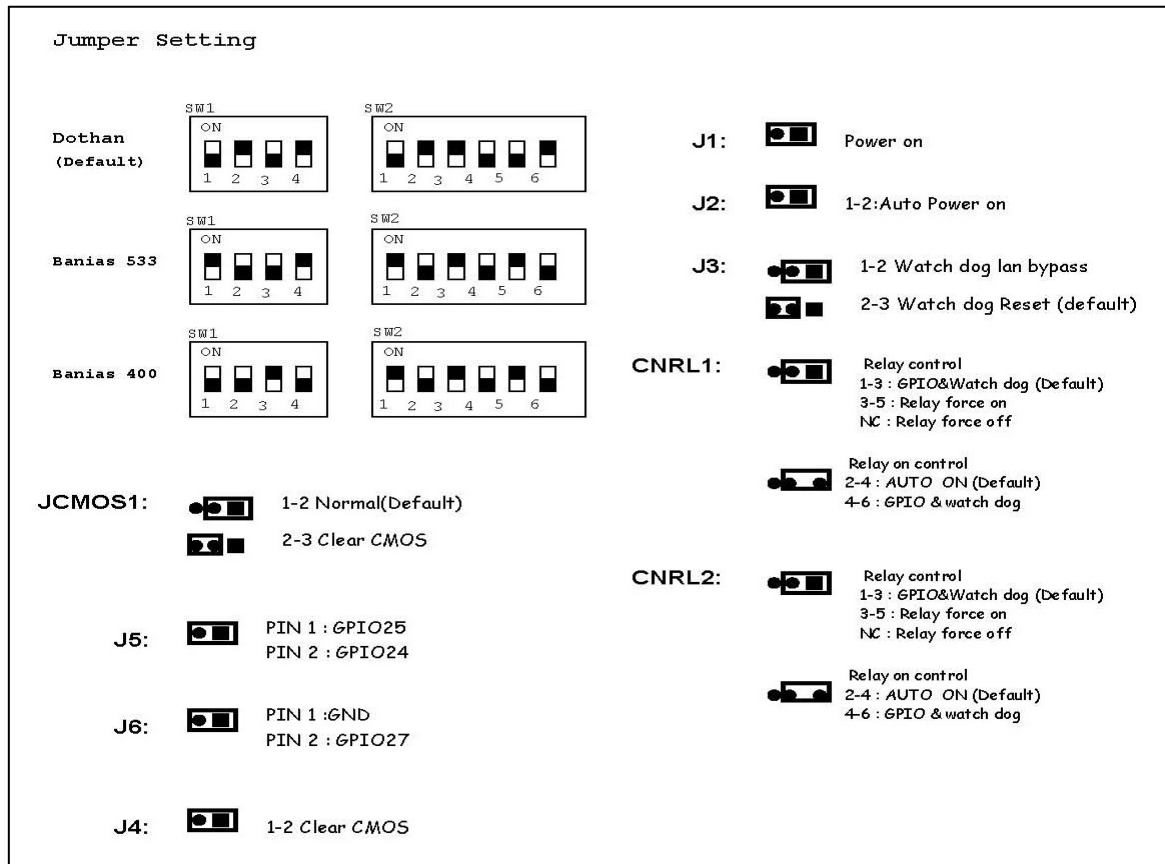 Jumper Setting
SW1
SW2
Dothan
(Default)
ON
1 2 3 4
ON
1 2 3 4 5 6
SW1
SW2
Banias 533
ON
1 2 3 4
ON
1 2 3 4 5 6
SW1
SW2
Banias 400
ON
1 2 3 4
ON
1 2 3 4 5 6
JCMOS1:
1-2 Normal(Default)
2-3 Clear CMOS
J5:
PIN 1 : GPIO25
PIN 2 : GPIO24
J6:
PIN 1 :GND
PIN 2 : GPIO27
J4:
1-2 Clear CMOS
J1:
Power on
J2:
1-2:Auto Power on
J3:
1-2 Watch dog lan bypass
2-3 Watch dog Reset (default)
CNRL1:
Relay control
1-3 : GPIO&Watch dog (Default)
3-5 : Relay force on
NC : Relay force off
Relay on control
2-4 : AUTO ON (Default)
4-6 : GPIO & watch dog
CNRL2:
Relay control
1-3 : GPIO&Watch dog (Default)
3-5 : Relay force on
NC : Relay force off
Relay on control
2-4 : AUTO ON (Default)
4-6 : GPIO & watch dog